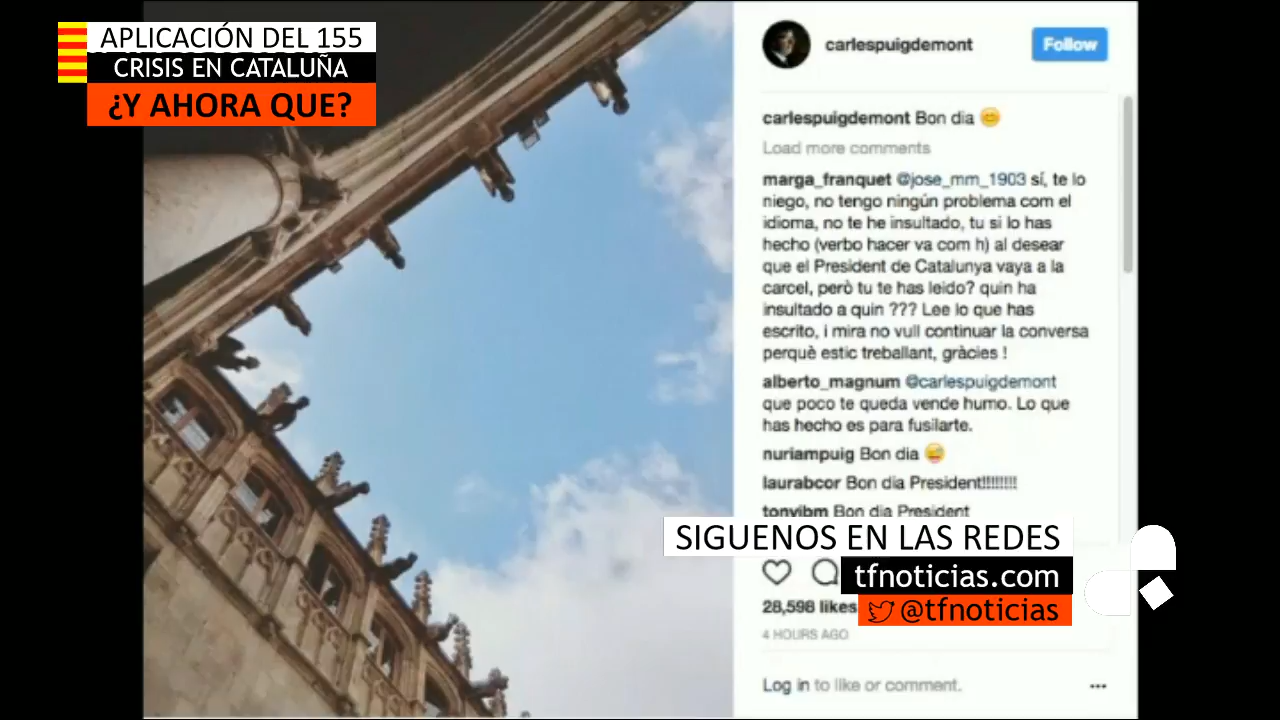 APLICACIÓN DEL 155
CRISIS EN CATALUÑA
¿Y AHORA QUE?
carlespuigdemont
Follow
carlespuigdemont Bon dia 😊
Load more comments
marga_franquet @jose_mm_1903 sí, te lo
niego, no tengo ningún problema com el
idioma, no te he insultado, tu si lo has
hecho (verbo hacer va com h) al desear
que el President de Catalunya vaya a la
carcel, però tu te has leido? quin ha
insultado a quin ??? Lee lo que has
escrito, i mira no vull continuar la conversa
perquè estic treballant, gràcies !
alberto_magnum @carlespuigdemont
que poco te queda vende humo. Lo que
has hecho es para fusilarte.
nuriampuig Bon dia 😅
laurabcor Bon dia President!!!!!!!!
tonyibm Bon dia President
SIGUENOS EN LAS REDES
tfnoticias.com
@tfnoticias
28,598 likes
4 HOURS AGO
Log in to like or comment.